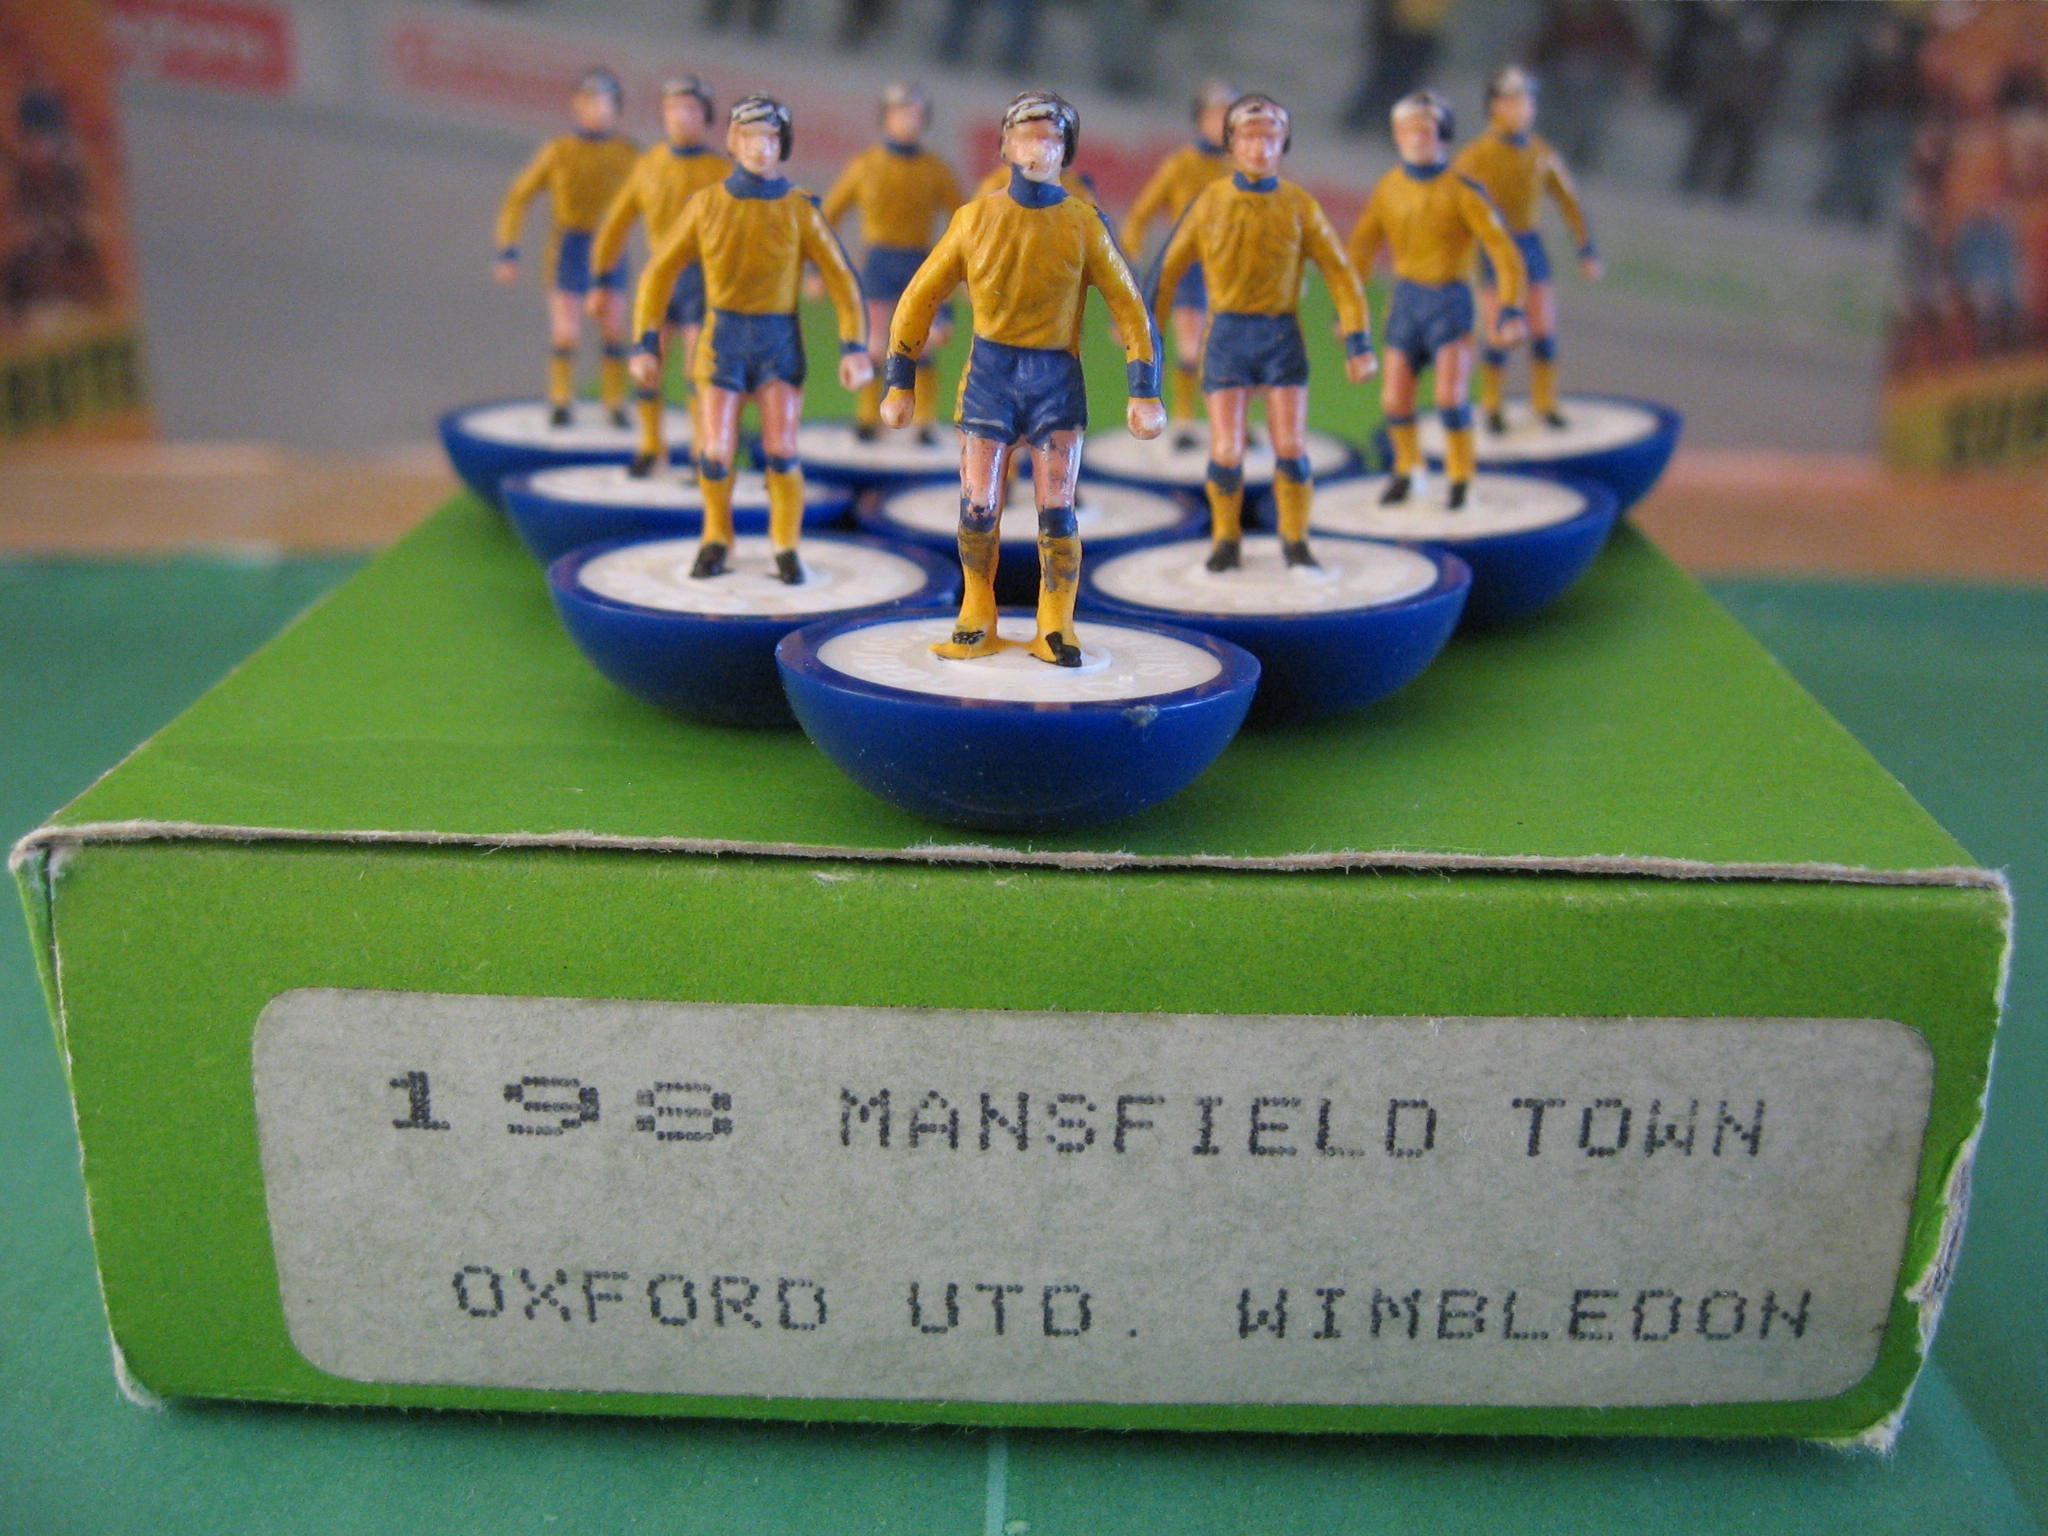 198 MANSFIELD TOWN
OXFORD UTD. WIMBLEDON